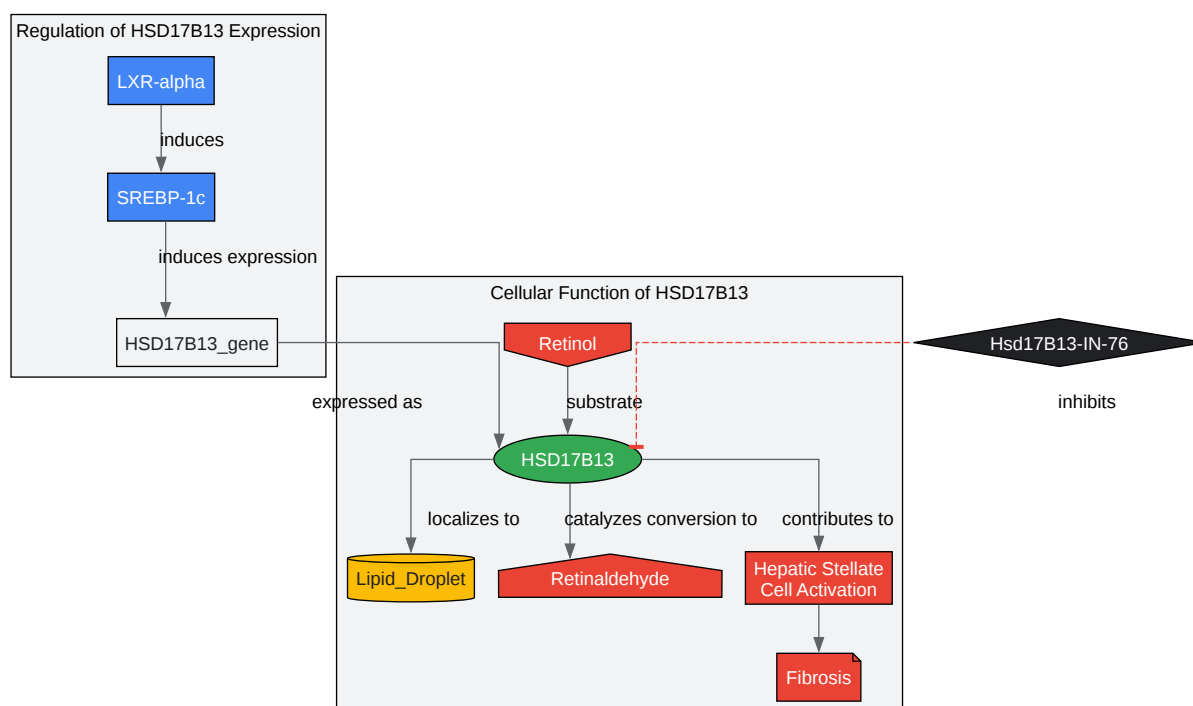 Regulation of HSD17B13 Expression
LXR-alpha
induces
SREBP-1c
induces expression
HSD17B13_gene
Cellular Function of HSD17B13
Retinol
Hsd17B13-IN-76
expressed as
substrate
inhibits
HSD17B13
localizes to
catalyzes conversion to
contributes to
Lipid_Droplet
Retinaldehyde
Hepatic Stellate
Cell Activation
Fibrosis